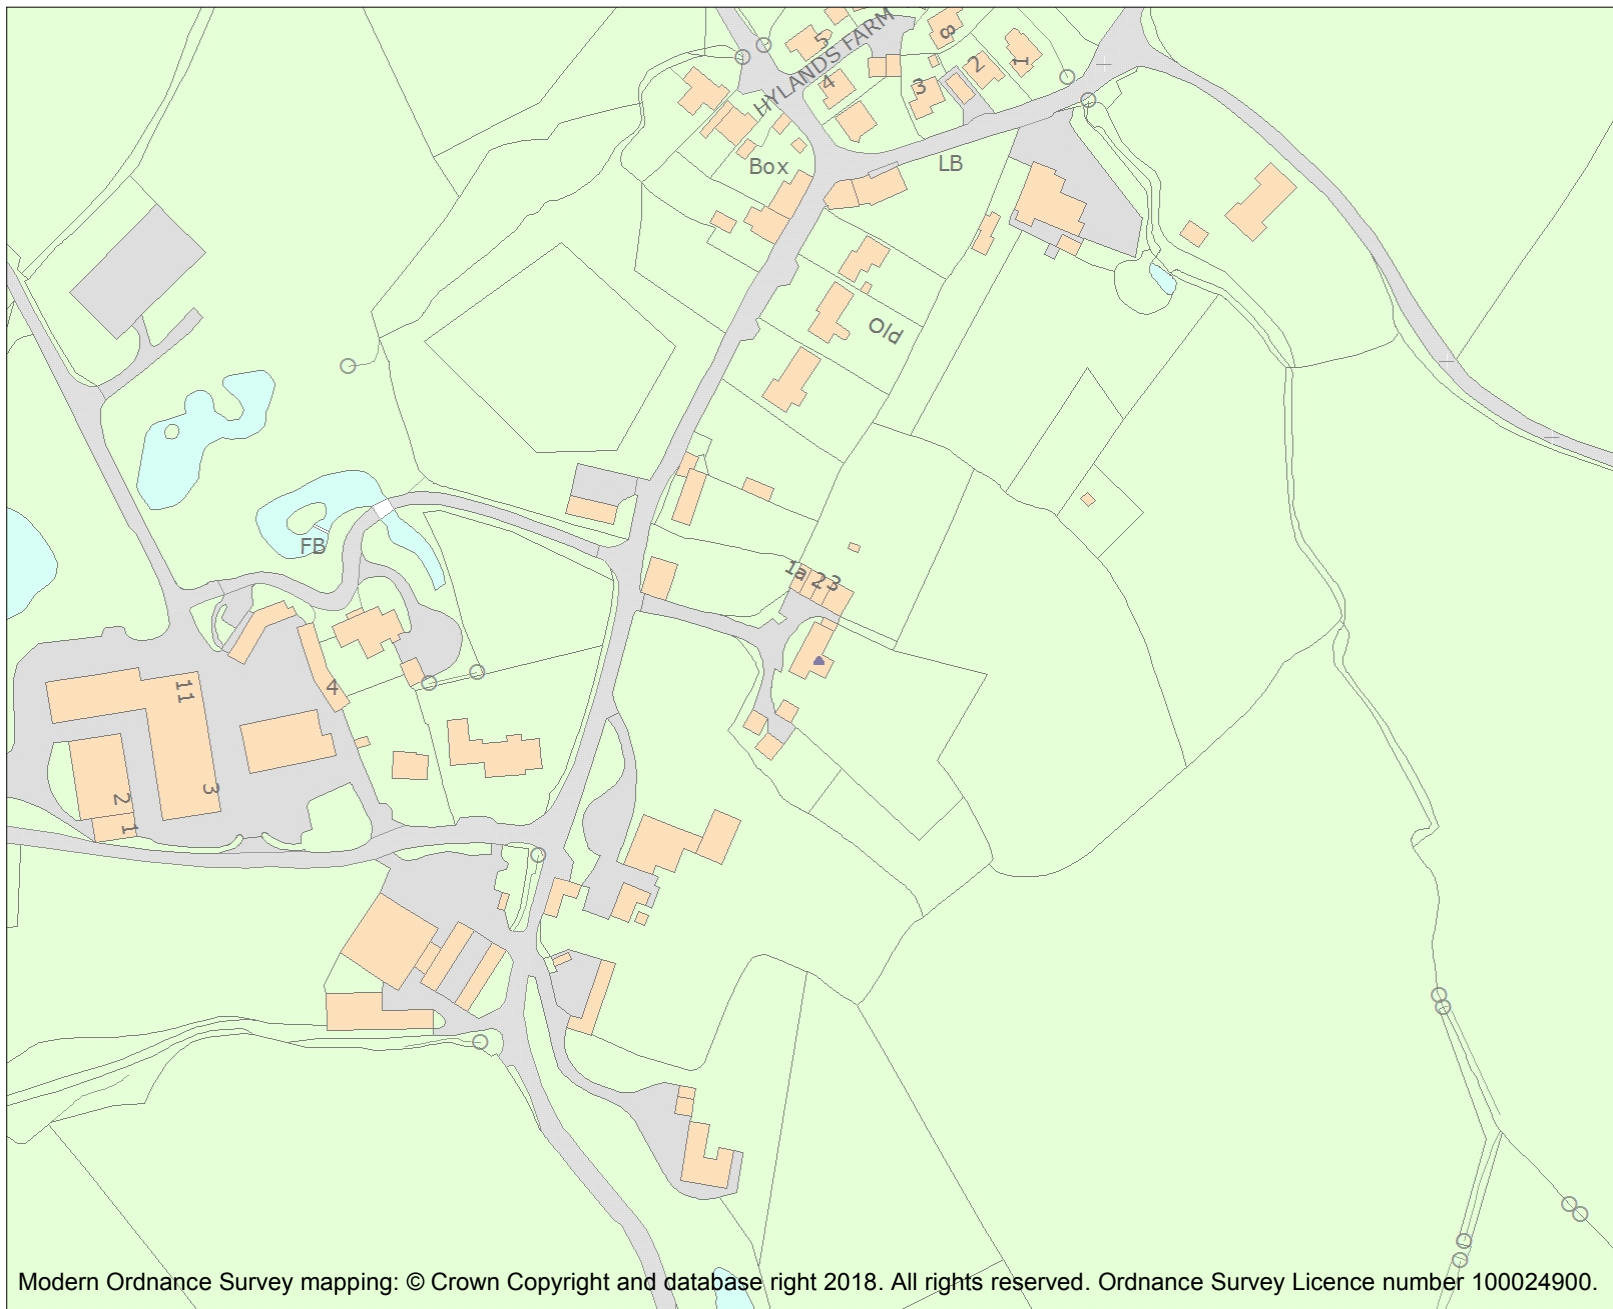 5
8
HYLANDS FARM
4
3
2
1
Box
LB
Old
FB
1a 2 3
11
4
3
2
1
Modern Ordnance Survey mapping: © Crown Copyright and database right 2018. All rights reserved. Ordnance Survey Licence number 100024900.